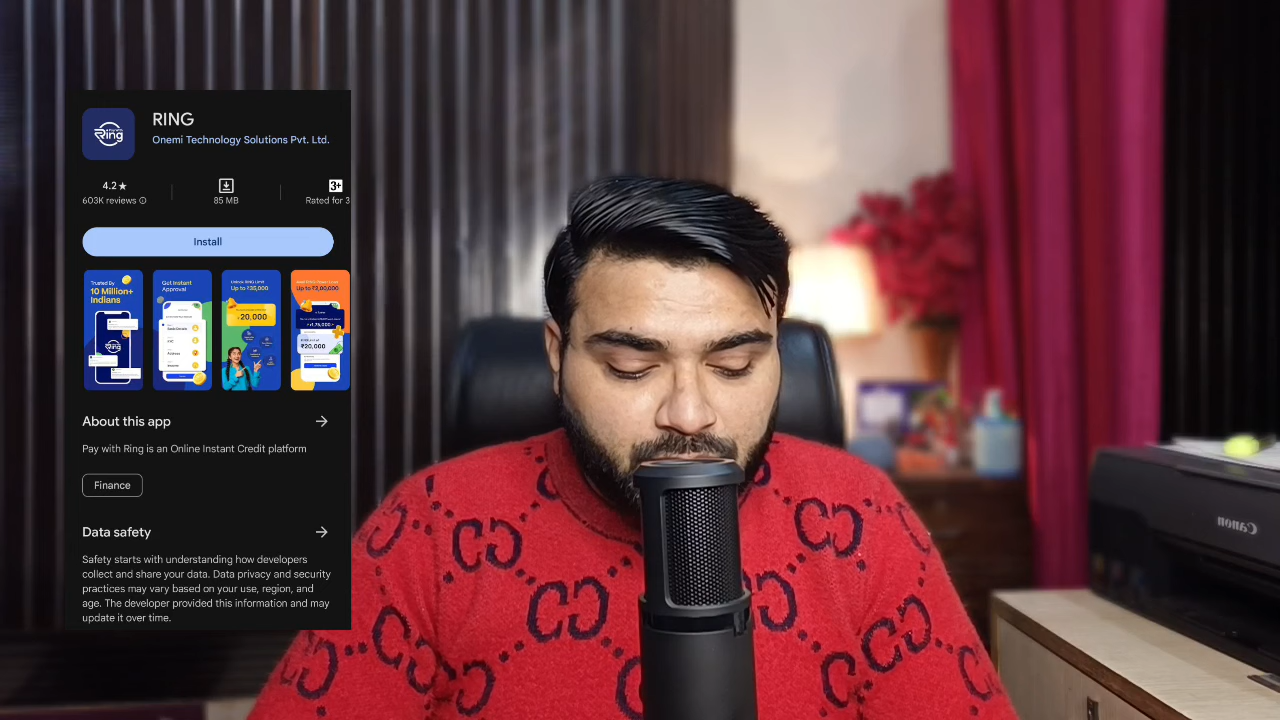 RING
Onemi Technology Solutions Pvt. Ltd.
Ring
4.2★
603K reviews
85 MB
3+
Rated for 3
Install
Trusted By
10 Million+
Indians
Get Instant
Approval
Unlock RING Limit
Up to ₹35,000
20,000
Up to ₹2,00,000
₹20,000
About this app
Pay with Ring is an Online Instant Credit platform
Finance
Data safety
Safety starts with understanding how developers
collect and share your data. Data privacy and security
practices may vary based on your use, region, and
age. The developer provided this information and may
update it over time.
Canon